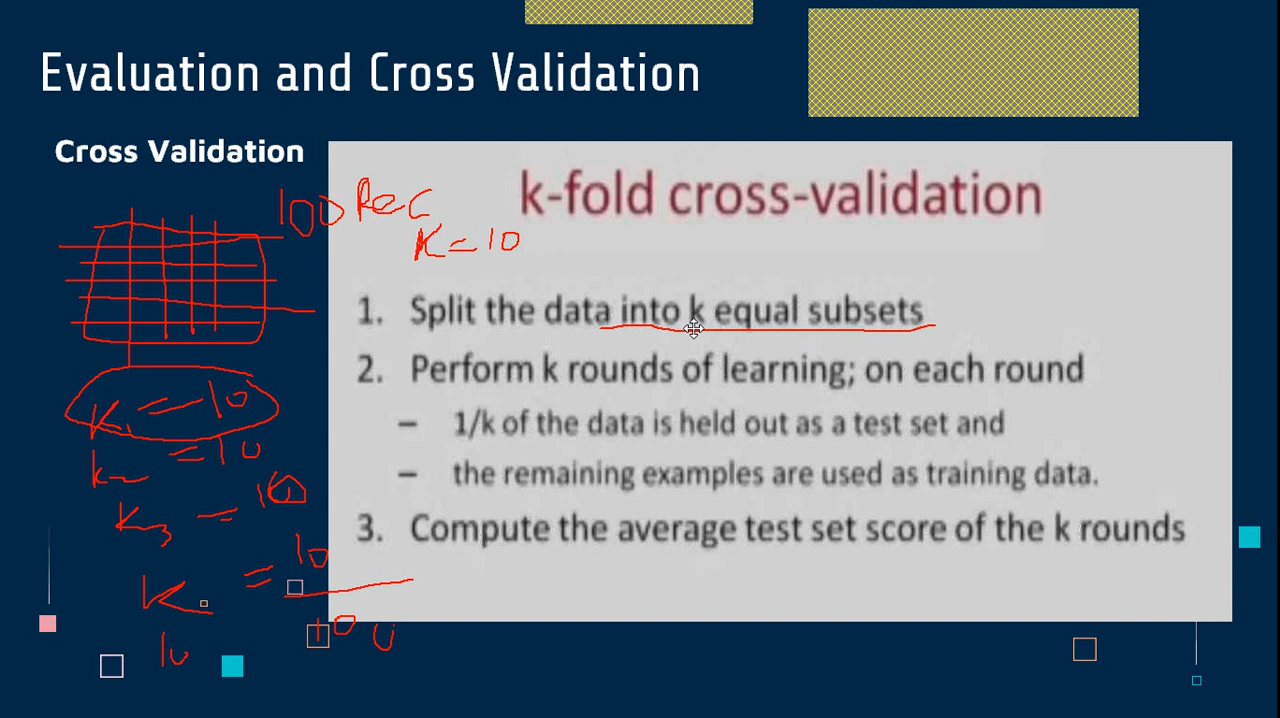 Evaluation and Cross Validation
Cross Validation
100 Rec
K=10
k-fold cross-validation
1. Split the data into k equal subsets
2. Perform k rounds of learning; on each round
– 1/k of the data is held out as a test set and
– the remaining examples are used as training data.
3. Compute the average test set score of the k rounds
K1 = 10
K2 = 10
K3 = 10
K10 = 10
100